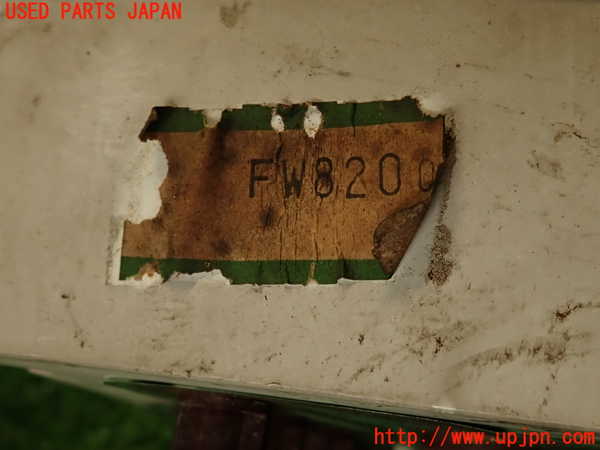 USED PARTS JAPAN
FW8200
http://www.upjpn.com/